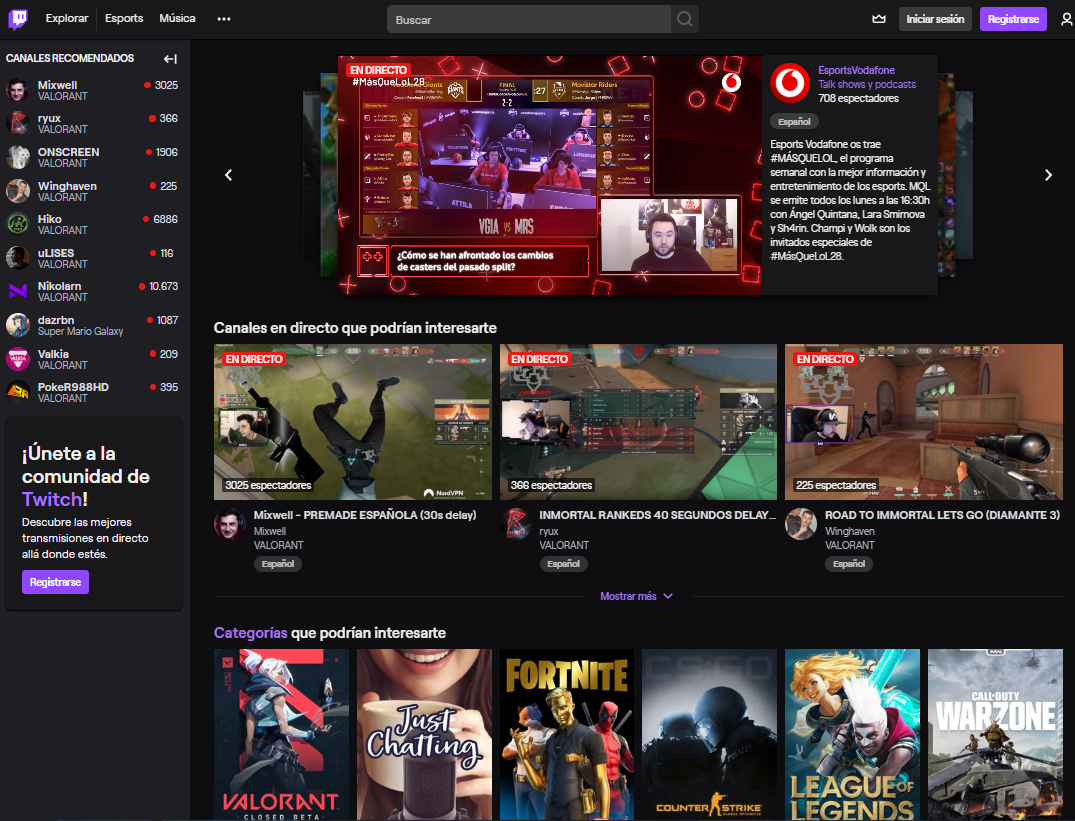 Explorar
Esports
Música
Buscar
Iniciar sesión
Registrarse
CANALES RECOMENDADOS
Mixwell
3025
VALORANT
ryux
366
VALORANT
ONSCREEN
1906
VALORANT
Winghaven
225
VALORANT
Hiko
6886
VALORANT
uLISES
116
VALORANT
Nikolarn
10.673
VALORANT
dazrbn
1087
Super Mario Galaxy
Valkia
209
VALORANT
PokeR988HD
395
VALORANT
¡Únete a la
comunidad de
Twitch!
Descubre las mejores
transmisiones en directo
allá donde estés.
Registrarse
EN DIRECTO
#MásQueLoL28
FINAL
2-2
:27
Movistar Riders
ATILA
VGIA VS MRS
¿Cómo se han afrontado los cambios
de casters del pasado split?
EsportsVodafone
Talk shows y podcasts
708 espectadores
Español
Esports Vodafone os trae
#MÁSQUELOL, el programa
semanal con la mejor información y
entretenimiento de los esports. MQL
se emite todos los lunes a las 16:30h
con Ángel Quintana, Lara Smirnova
y Sh4rin. Champi y Wolk son los
invitados especiales de
#MásQueLoL28.
Canales en directo que podrían interesarte
EN DIRECTO
3025 espectadores
NordVPN
Mixwell - PREMADE ESPAÑOLA (30s delay)
Mixwell
VALORANT
Español
EN DIRECTO
366 espectadores
INMORTAL RANKEDS 40 SEGUNDOS DELAY...
ryux
VALORANT
Español
EN DIRECTO
225 espectadores
ROAD TO IMMORTAL LETS GO (DIAMANTE 3)
Winghaven
VALORANT
Español
Mostrar más
Categorías que podrían interesarte
VALORANT
CLOSED BETA
Just
Chatting
FORTNITE
CS:GO
POLIZEI
COUNTER STRIKE
GLOBAL OFFENSIVE
LEAGUE OF
LEGENDS
CALL OF DUTY
WARZONE